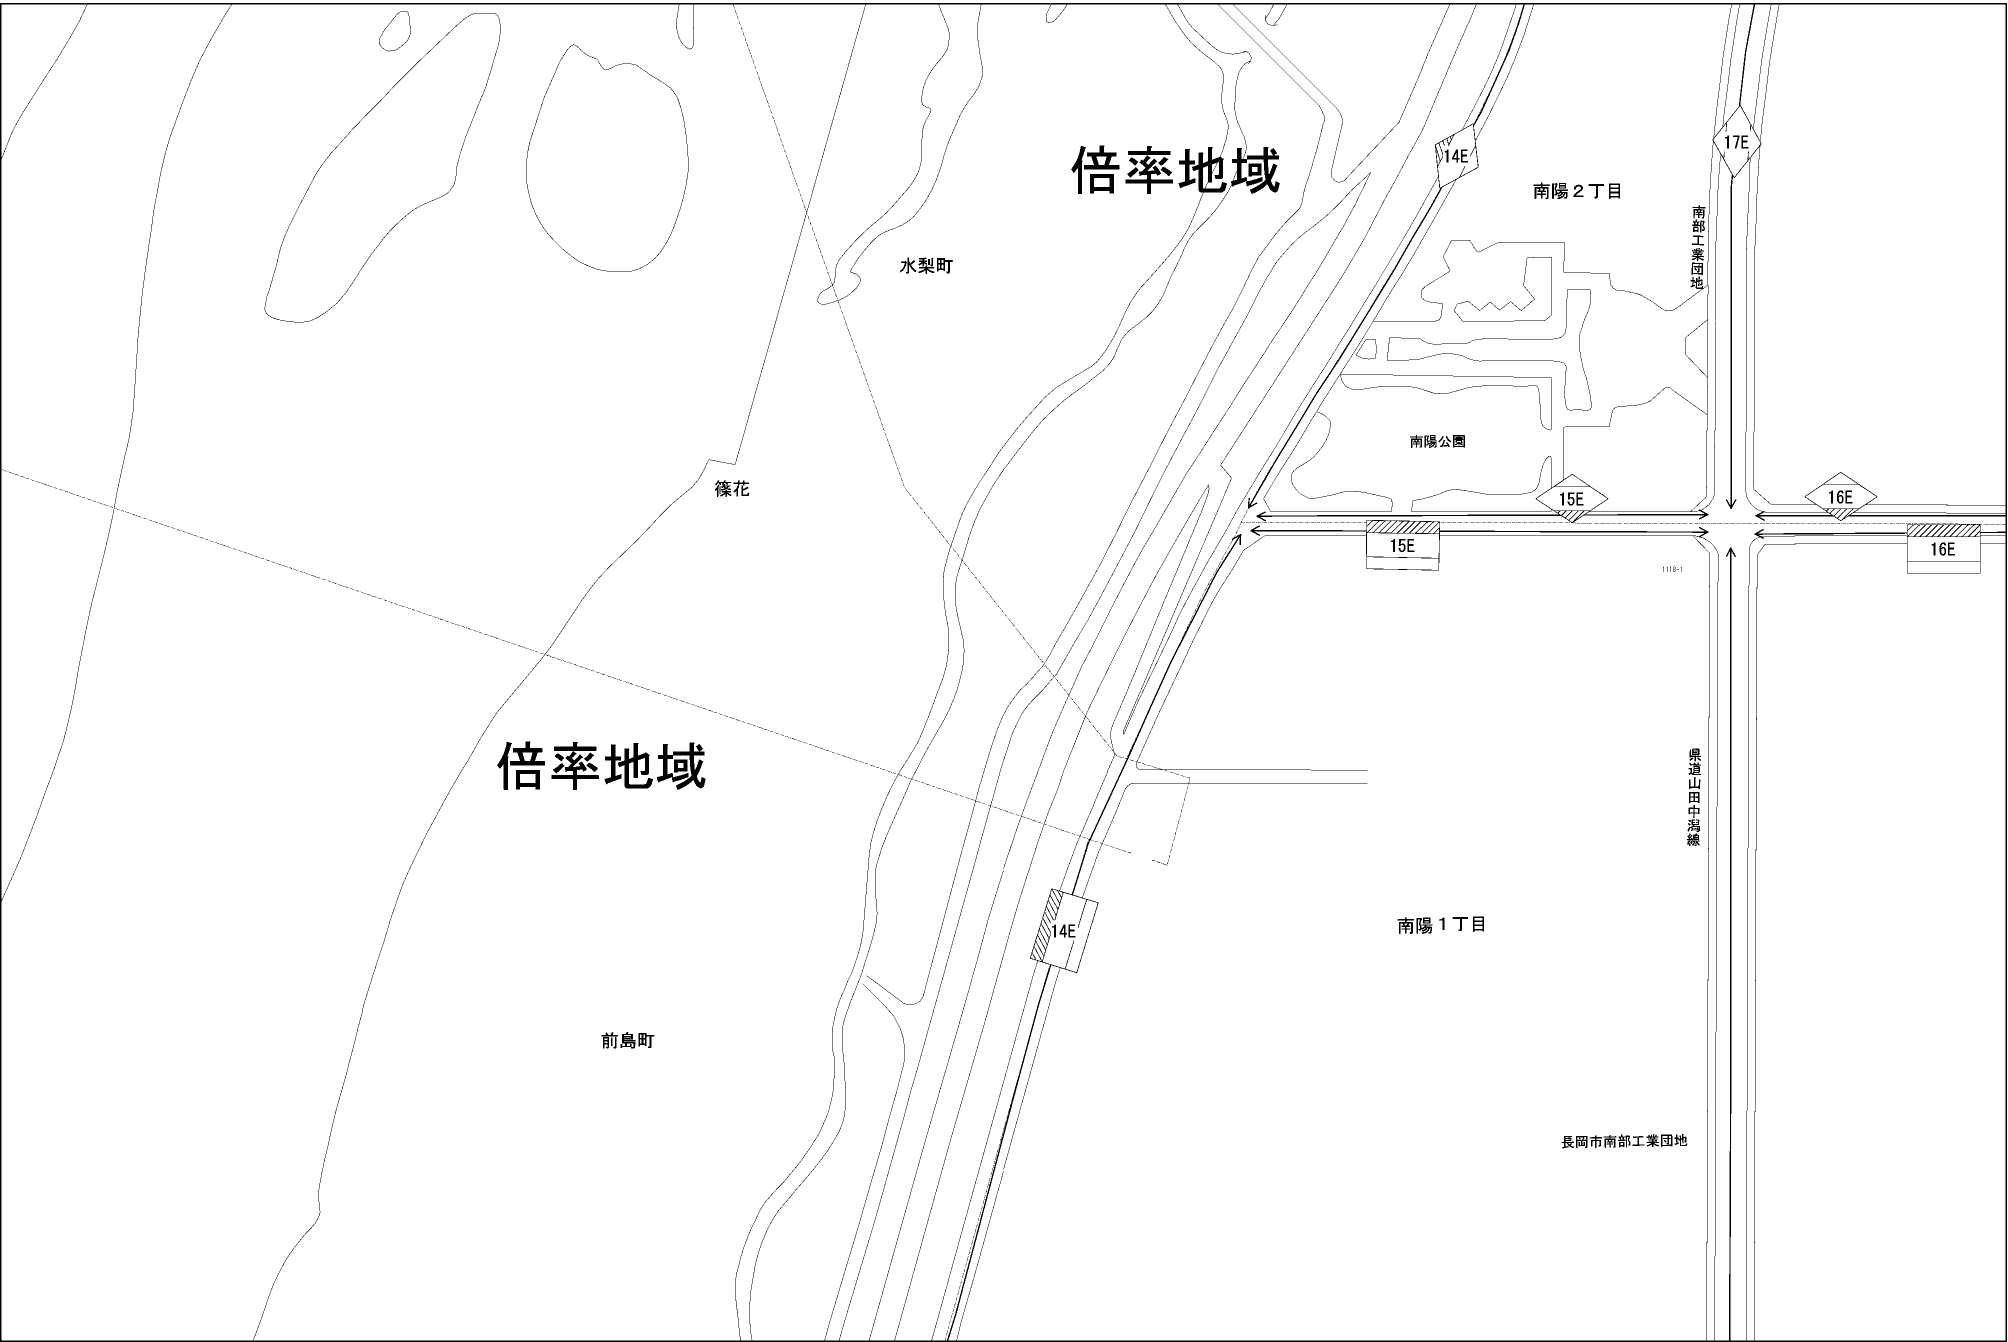 17E
14E
倍率地域
南陽２丁目
南部工業団地
水梨町
南陽公園
篠花
15E
16E
15E
16E
111B-1
倍率地域
県道山田中潟線
南陽１丁目
14E
前島町
長岡市南部工業団地